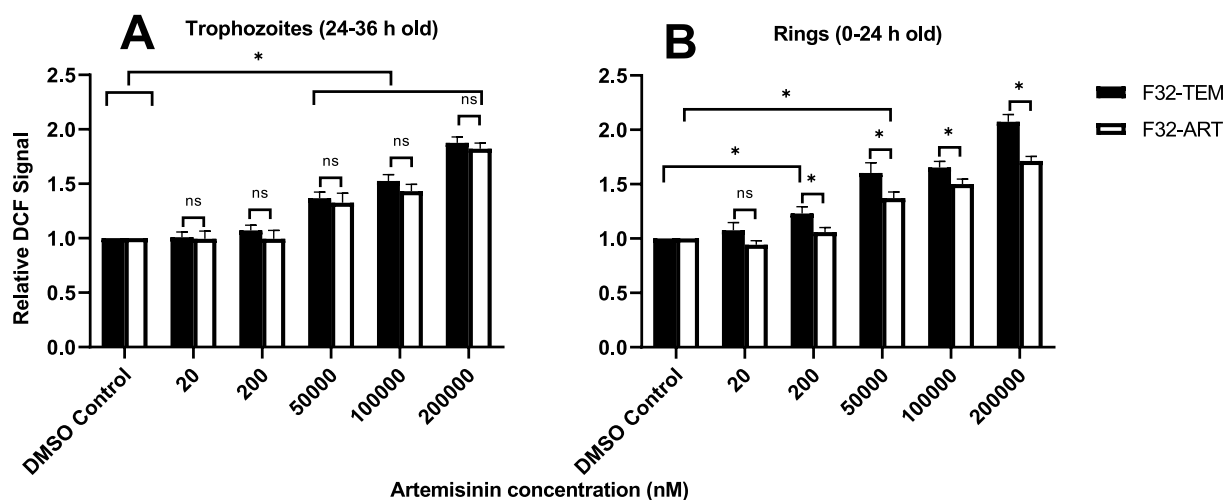 A
Trophozoites (24-36 h old)
*
ns
ns
ns
ns
ns
Relative DCF Signal
2.5
2.0
1.5
1.0
0.5
0.0
DMSO Control
20
200
50000
100000
200000
B
Rings (0-24 h old)
*
*
ns
*
*
*
*
2.5
2.0
1.5
1.0
0.5
0.0
DMSO Control
20
200
50000
100000
200000
F32-TEM
F32-ART
Artemisinin concentration (nM)